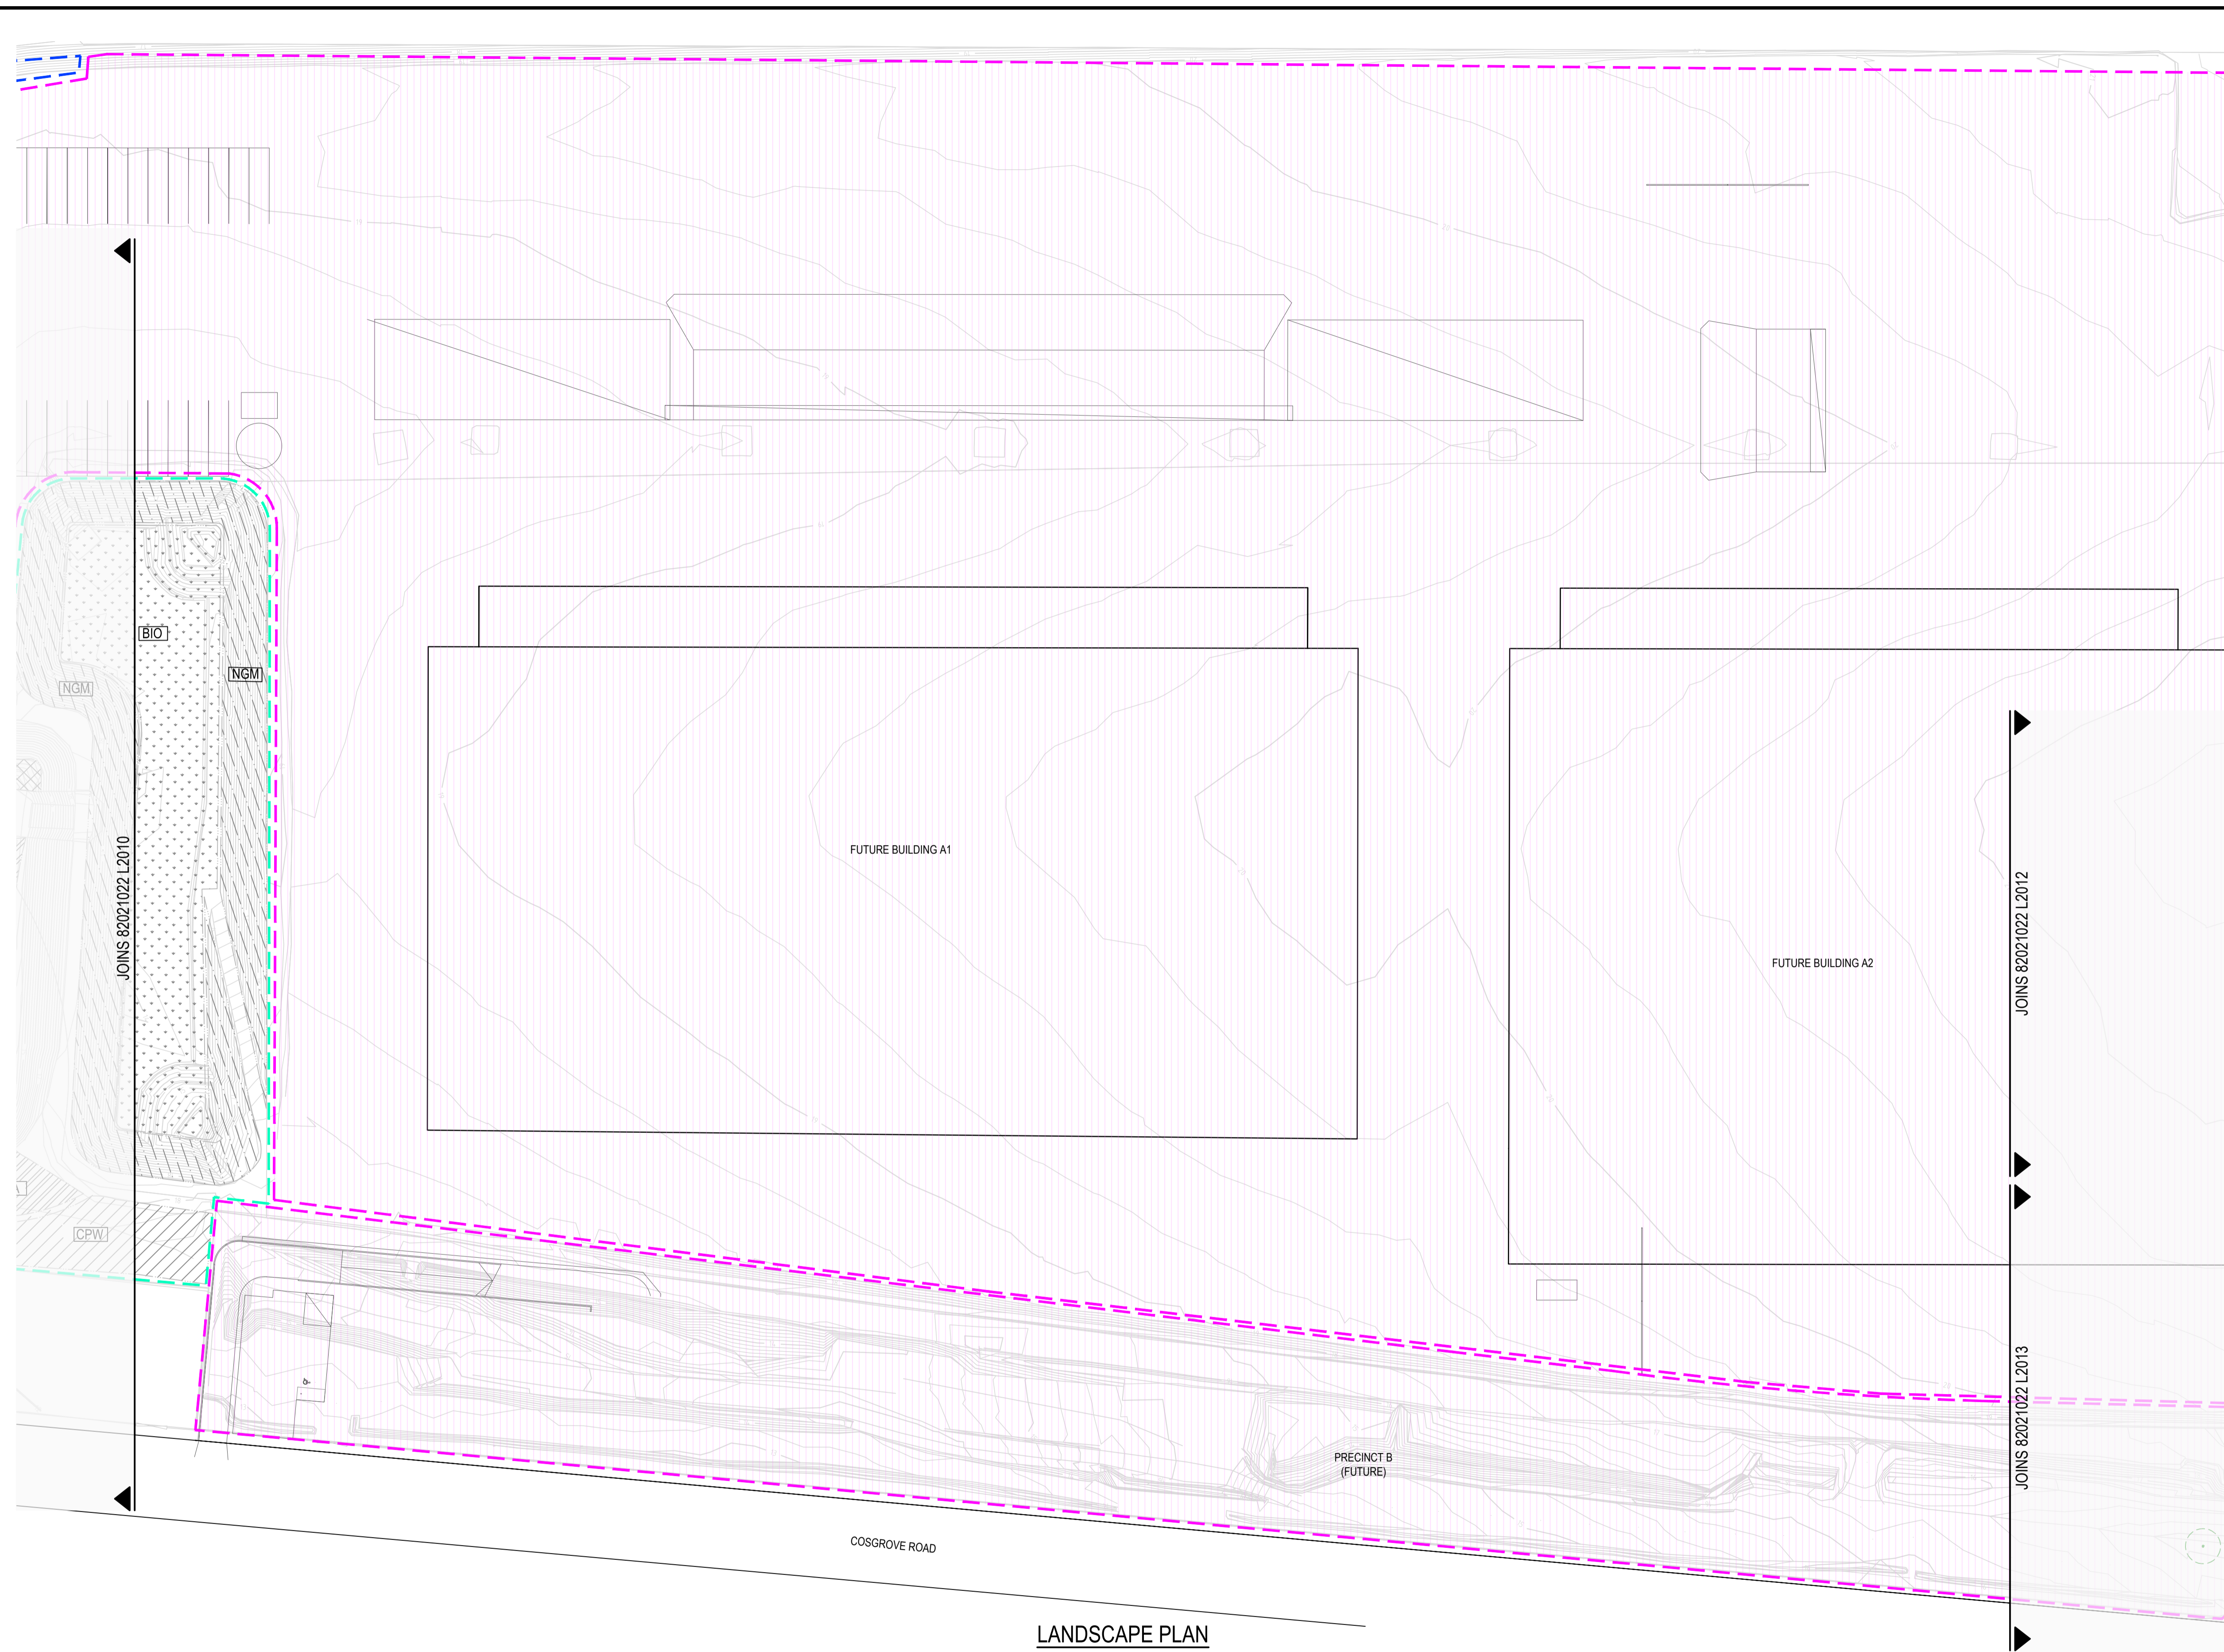 BIO
NGM
NGM
JOINS 82021022 L2010
FUTURE BUILDING A1
FUTURE BUILDING A2
JOINS 82021022 L2012
CPW
JOINS 82021022 L2013
PRECINCT B
(FUTURE)
COSGROVE ROAD
LANDSCAPE PLAN